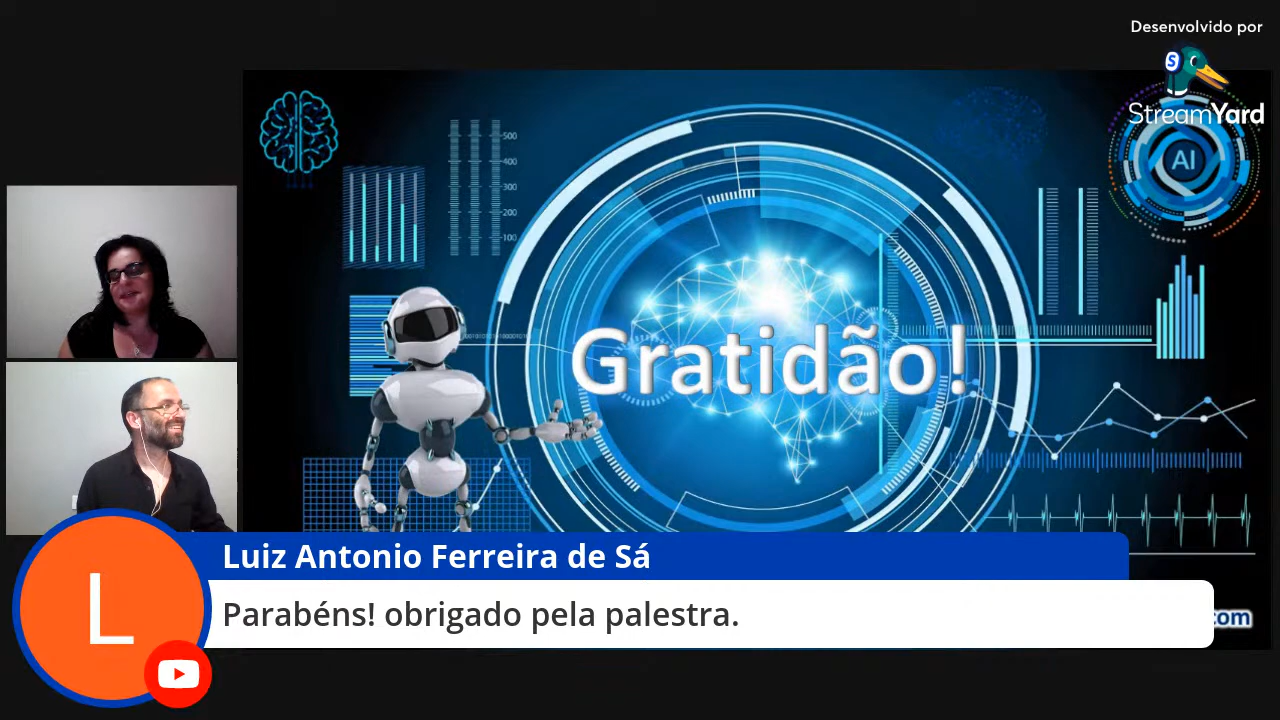 Desenvolvido por
S
StreamYard
AI
500
400
300
200
100
Gratidão!
Luiz Antonio Ferreira de Sá
Parabéns! obrigado pela palestra.
L
com